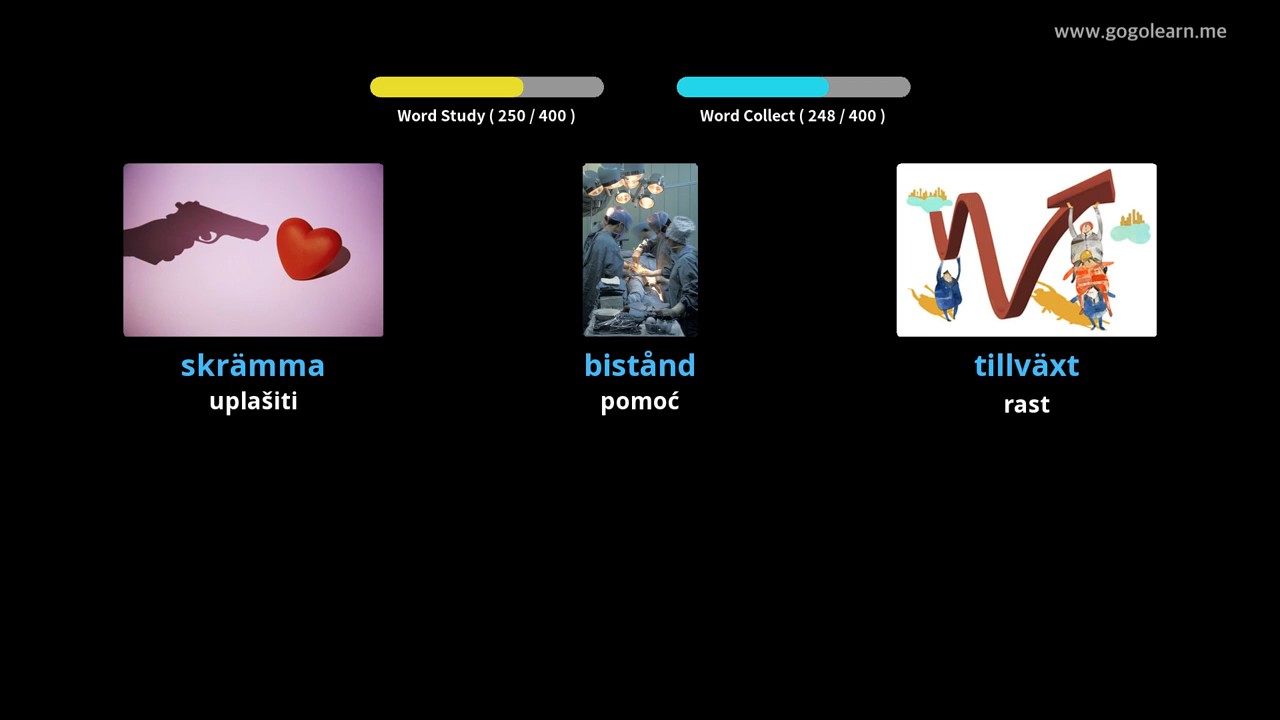 www.gogolearn.me
Word Study ( 250 / 400 )
Word Collect ( 248 / 400 )
skrämma
uplašiti
bistånd
pomoć
tillväxt
rast